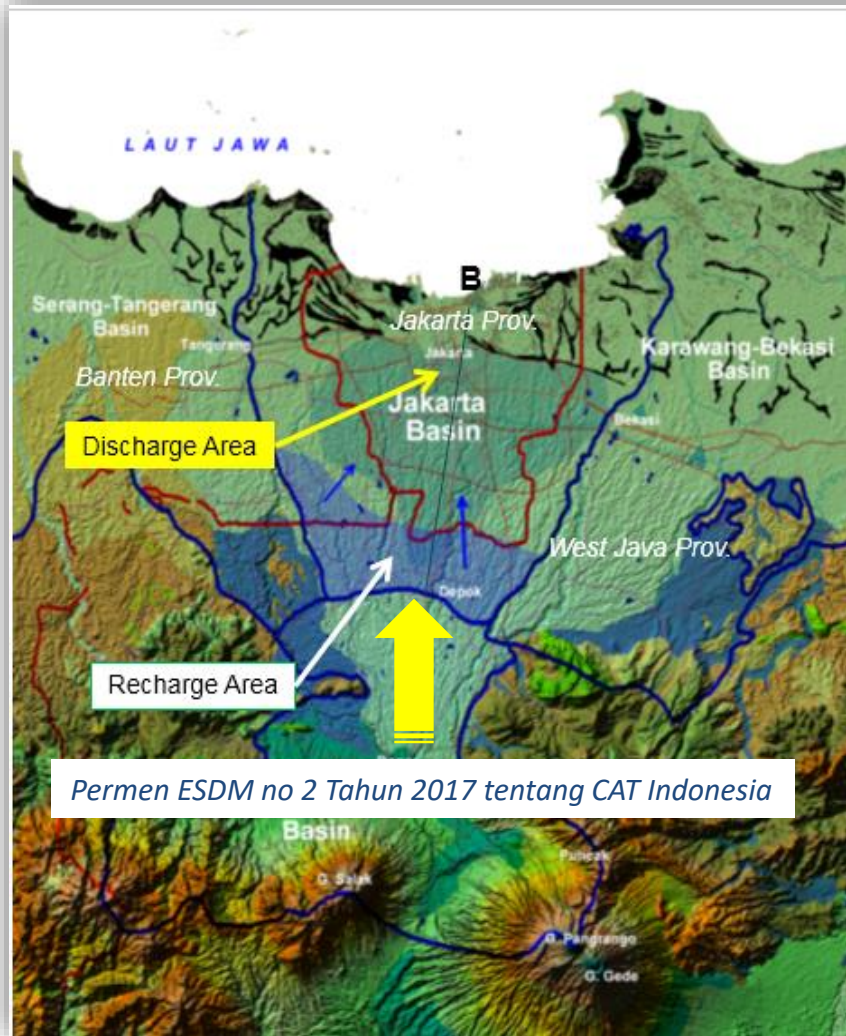 LAUT JAWA
B
Serang-Tangerang
Basin
Jakarta Prov.
Tangerang
Jakarta
Karawang-Bekasi
Basin
Banten Prov.
Jakarta
Basin
Bekasi
Discharge Area
West Java Prov.
Depok
Recharge Area
Permen ESDM no 2 Tahun 2017 tentang CAT Indonesia
Basin
Puncak
G. Salak
G. Pangrango
G. Gede